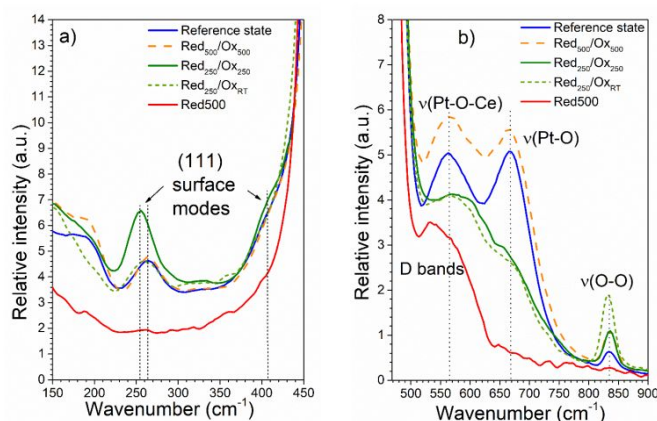 a)
Reference state
Red500/Ox500
Red250/Ox250
Red250/OxRT
Red500
(111)
surface
modes
Relative intensity (a.u.)
14
13
12
11
10
9
8
7
6
5
4
3
2
1
0
150 200 250 300 350 400 450
Wavenumber (cm-1)
b)
Reference state
Red500/Ox500
Red250/Ox250
Red250/OxRT
Red500
ν(Pt-O-Ce)
ν(Pt-O)
D bands
ν(O-O)
Relative intensity (a.u.)
8
7
6
5
4
3
2
1
0
500 550 600 650 700 750 800 850 900
Wavenumber (cm-1)